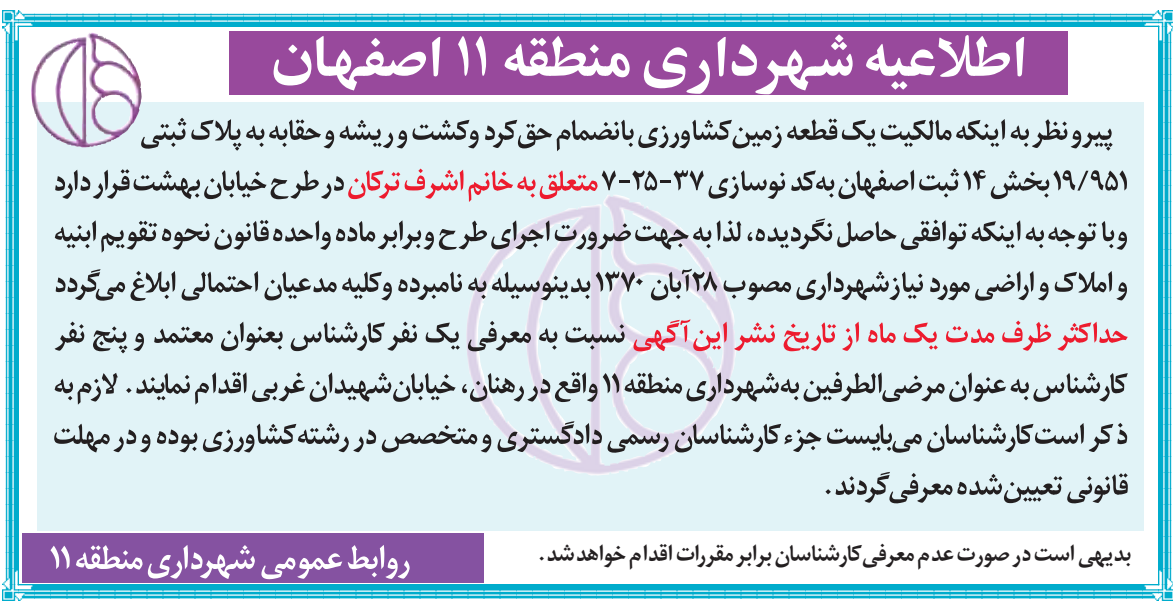 اطلاعیه شهرداری منطقه ۱۱ اصفهان
پیرو نظر به اینکه مالکیت یک قطعه زمین کشاورزی بانضمام حق کرد وکشت و ریشه و حقابه به پلاک ثبتی
۱۹/۹۵۱ بخش ۱۴ ثبت اصفهان به کد نوسازی ۳۷-۲۵-۷ متعلق به خانم اشرف ترکان در طرح خیابان بهشت قرار دارد
وبا توجه به اینکه توافقی حاصل نگردیده، لذا به جهت ضرورت اجرای طرح وبرابر ماده واحده قانون نحوه تقویم ابنیه
و املاک و اراضی مورد نیاز شهرداری مصوب ۲۸آبان ۱۳۷۰ بدینوسیله به نامبرده وکلیه مدعیان احتمالی ابلاغ می‌گردد
حداکثر ظرف مدت یک ماه از تاریخ نشر این آگهی نسبت به معرفی یک نفر کارشناس بعنوان معتمد و پنج نفر
کارشناس به عنوان مرضی‌الطرفین به شهرداری منطقه ۱۱ واقع در رهنان، خیابان شهیدان غربی اقدام نمایند. لازم به
ذکر است کارشناسان می‌بایست جزء کارشناسان رسمی دادگستری و متخصص در رشته کشاورزی بوده و در مهلت
قانونی تعیین شده معرفی گردند.
بدیهی است در صورت عدم معرفی کارشناسان برابر مقررات اقدام خواهد شد.
روابط عمومی شهرداری منطقه ۱۱